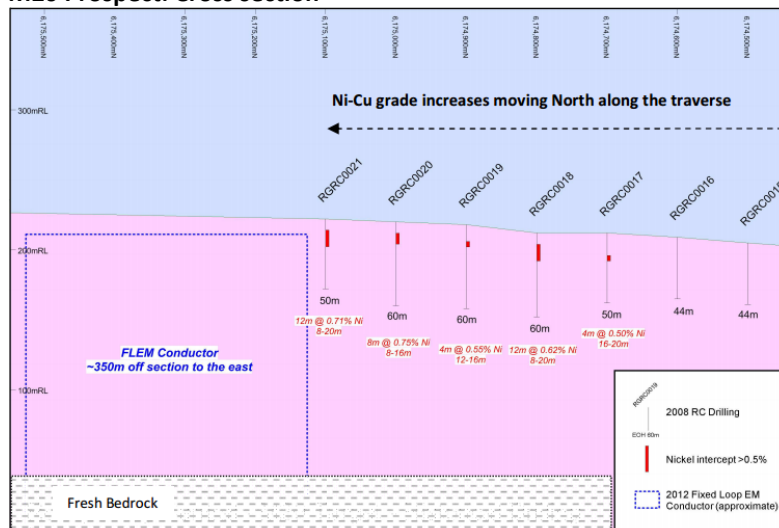 6,175,500mN
6,175,400mN
6,175,300mN
6,175,200mN
6,175,100mN
6,175,000mN
6,174,900mN
6,174,800mN
6,174,700mN
6,174,600mN
6,174,500mN
300mRL
Ni-Cu grade increases moving North along the traverse
RGRC0021
RGRC0020
RGRC0019
RGRC0018
RGRC0017
RGRC0016
200mRL
50m
60m
60m
60m
50m
44m
44m
12m @ 0.71% Ni
8-20m
8m @ 0.75% Ni
8-16m
4m @ 0.55% Ni
12-16m
12m @ 0.62% Ni
8-20m
4m @ 0.50% Ni
16-20m
FLEM Conductor
~350m off section to the east
100mRL
Fresh Bedrock
RGRC0019
2008 RC Drilling
EOH 60m
Nickel intercept >0.5%
2012 Fixed Loop EM
Conductor (approximate)